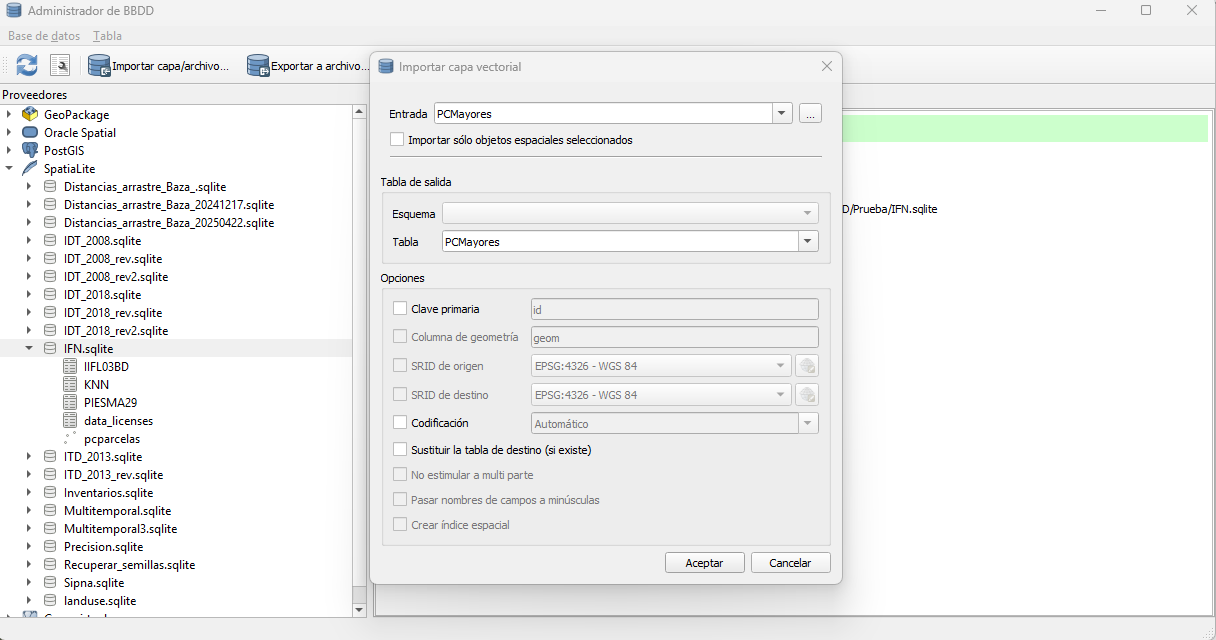 Administrador de BBDD
Base de datos Tabla
Importar capa/archivo... Exportar a archivo...
Proveedores
GeoPackage
Oracle Spatial
PostGIS
SpatiaLite
Distancias_arrastre_Baza_.sqlite
Distancias_arrastre_Baza_20241217.sqlite
Distancias_arrastre_Baza_20250422.sqlite
IDT_2008.sqlite
IDT_2008_rev.sqlite
IDT_2008_rev2.sqlite
IDT_2018.sqlite
IDT_2018_rev.sqlite
IDT_2018_rev2.sqlite
IFN.sqlite
IIFL03BD
KNN
PIESMA29
data_licenses
pcparcelas
ITD_2013.sqlite
ITD_2013_rev.sqlite
Inventarios.sqlite
Multitemporal.sqlite
Multitemporal3.sqlite
Precision.sqlite
Recuperar_semillas.sqlite
Sipna.sqlite
landuse.sqlite
Importar capa vectorial
Entrada PCMayores ...
Importar sólo objetos espaciales seleccionados
Tabla de salida
Esquema
Tabla PCMayores
Opciones
Clave primaria id
Columna de geometría geom
SRID de origen EPSG:4326 - WGS 84
SRID de destino EPSG:4326 - WGS 84
Codificación Automático
Sustituir la tabla de destino (si existe)
No estimular a multi parte
Pasar nombres de campos a minúsculas
Crear índice espacial
Aceptar Cancelar
D/Prueba/IFN.sqlite